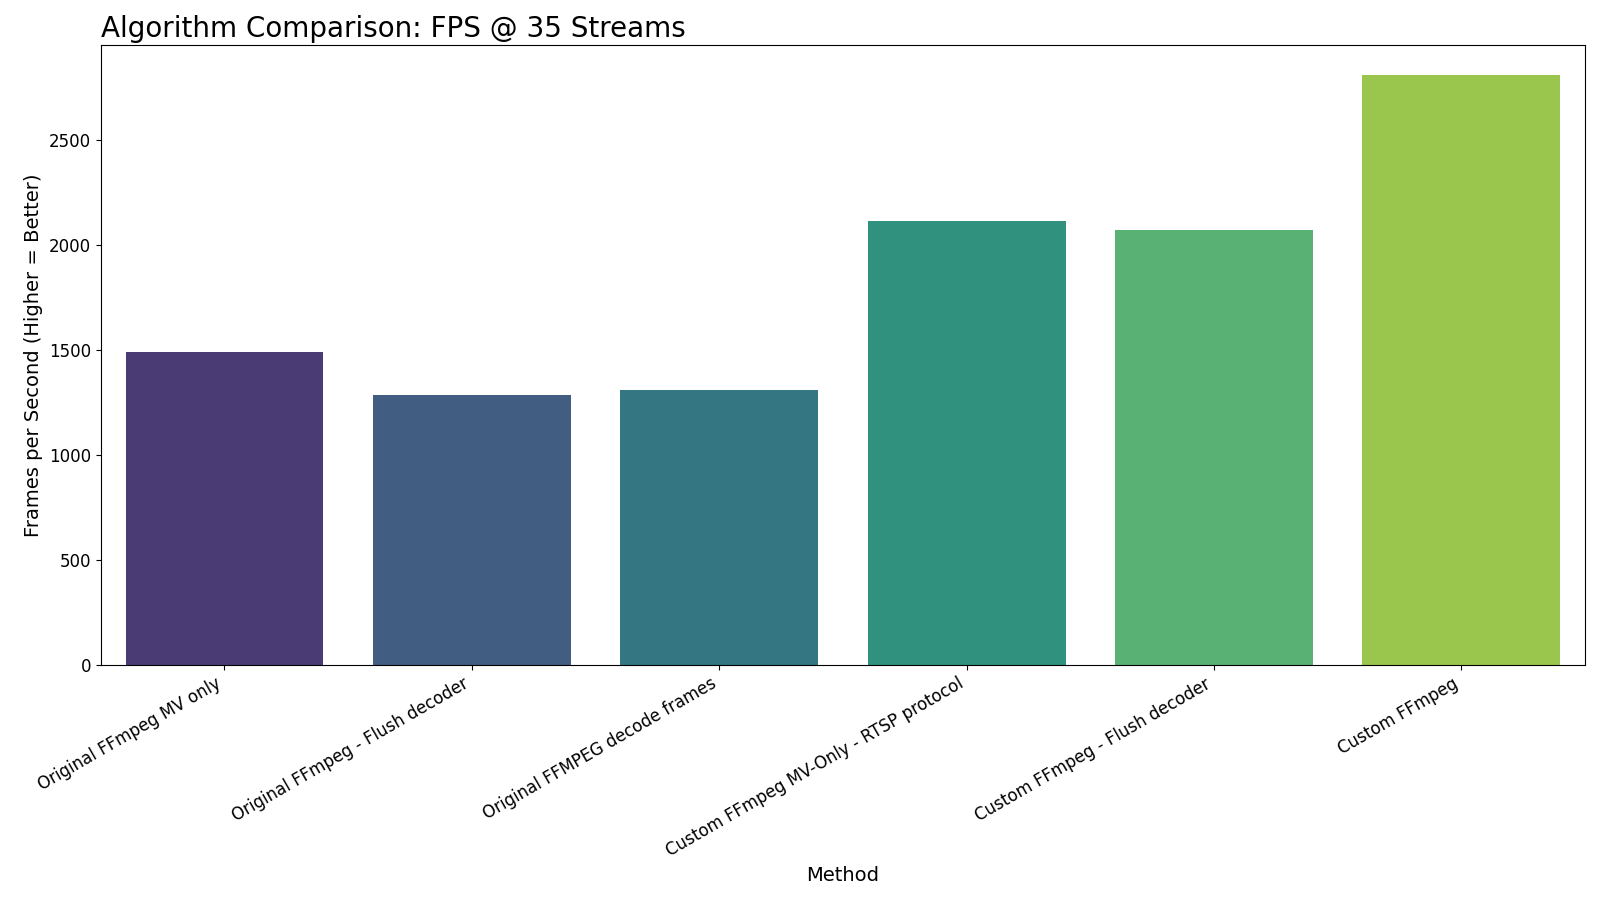 Algorithm Comparison: FPS @ 35 Streams
Frames per Second (Higher = Better)
2500
2000
1500
1000
500
0
Original FFmpeg MV only
Original FFmpeg - Flush decoder
Original FFMPEG decode frames
Custom FFmpeg MV-Only - RTSP protocol
Custom FFmpeg - Flush decoder
Custom FFmpeg
Method